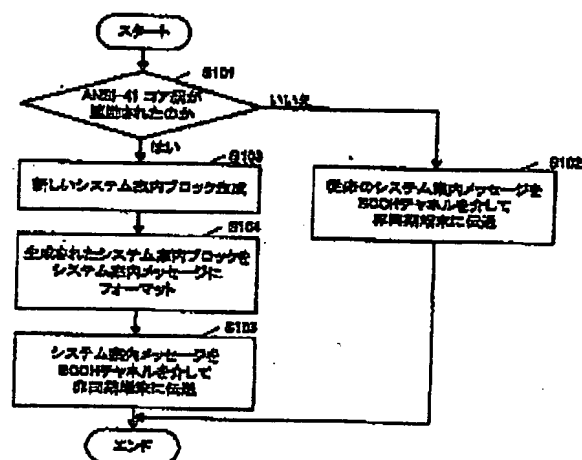 スタート
S101
ANSI-41 コア網が
連動されたのか
いいえ
はい
S103
新しいシステム案内ブロック生成
S102
従来のシステム案内メッセージを
BCCHチャネルを介して
非同期端末に伝送
S104
生成されたシステム案内ブロックを
システム案内メッセージに
フォーマット
S105
システム案内メッセージを
BCCHチャネルを介して
非同期端末に伝送
エンド